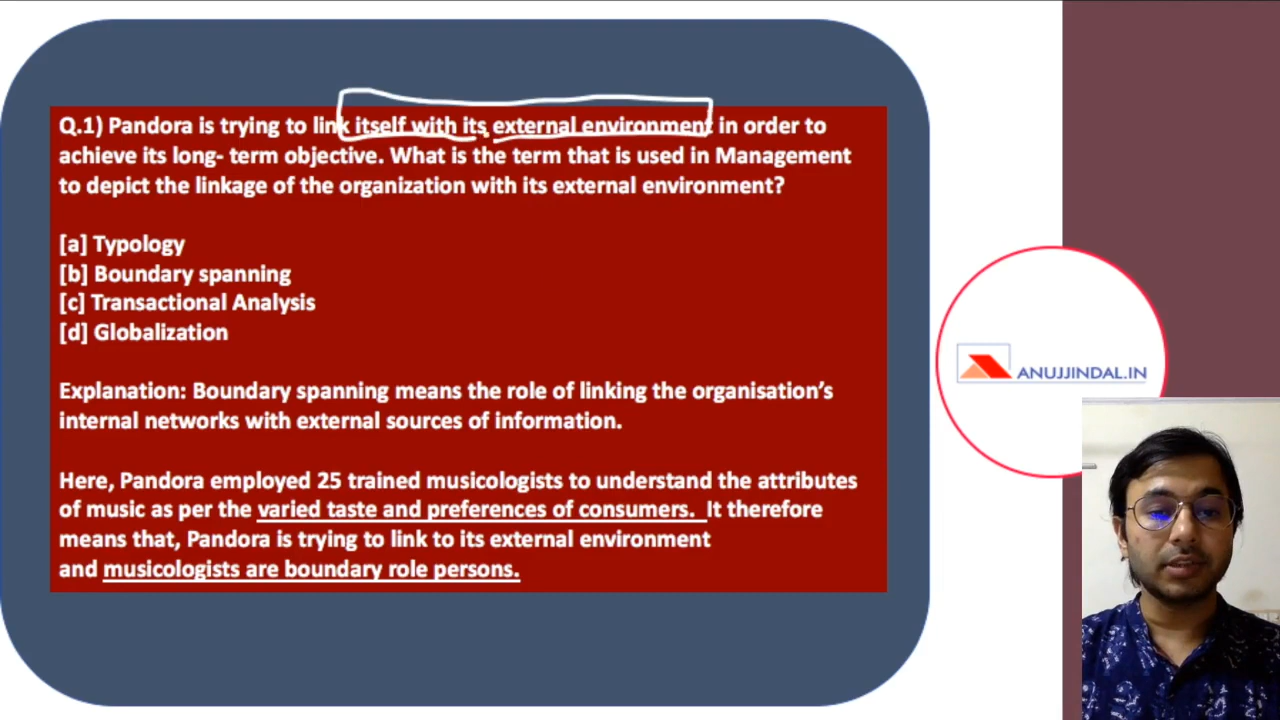 Q.1) Pandora is trying to link itself with its external environment in order to
achieve its long- term objective. What is the term that is used in Management
to depict the linkage of the organization with its external environment?
[a] Typology
[b] Boundary spanning
[c] Transactional Analysis
[d] Globalization
Explanation: Boundary spanning means the role of linking the organisation's
internal networks with external sources of information.
Here, Pandora employed 25 trained musicologists to understand the attributes
of music as per the varied taste and preferences of consumers. It therefore
means that, Pandora is trying to link to its external environment
and musicologists are boundary role persons.
ANUJJINDAL.IN